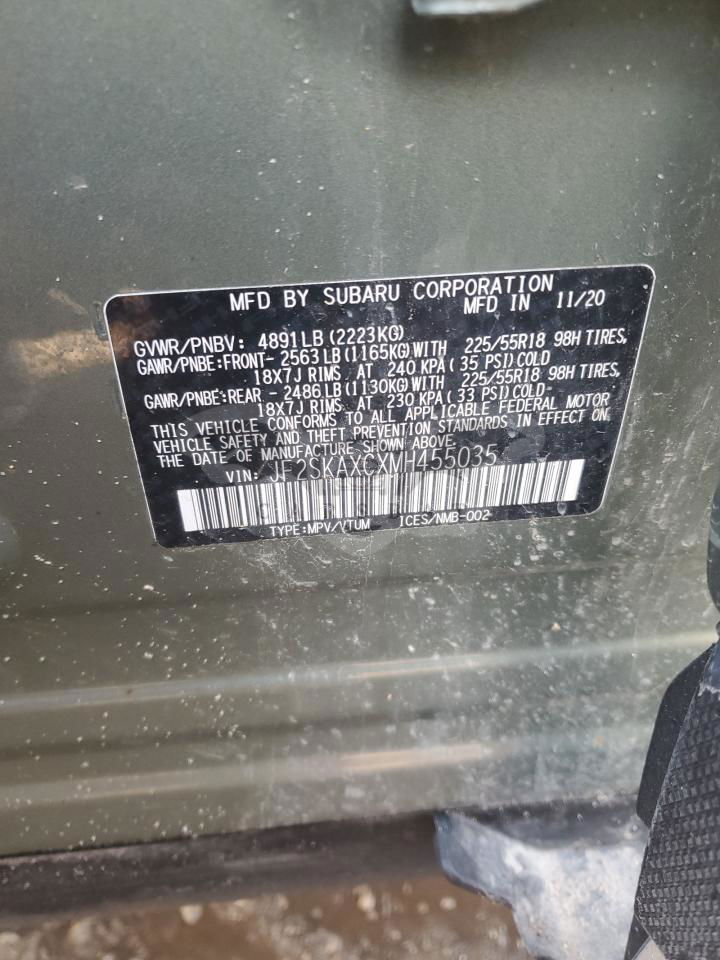 MFD BY SUBARU CORPORATION
MFD IN 11/20
GVWR/PNBV: 4891LB(2223KG)
GAWR/PNBE:FRONT- 2563LB(1165KG)WITH 225/55R18 98H TIRES,
18X7J RIMS, AT 240 KPA( 35 PSI)COLD
GAWR/PNBE:REAR - 2486LB(1130KG)WITH 225/55R18 98H TIRES,
18X7J RIMS, AT 230 KPA( 33 PSI)COLD
THIS VEHICLE CONFORMS TO ALL APPLICABLE FEDERAL MOTOR
VEHICLE SAFETY AND THEFT PREVENTION STANDARDS IN EFFECT ON
THE DATE OF MANUFACTURE SHOWN ABOVE.
VIN: JF2SKAXCXMH455035
TYPE:MPV/VTUM ICES/NMB-002